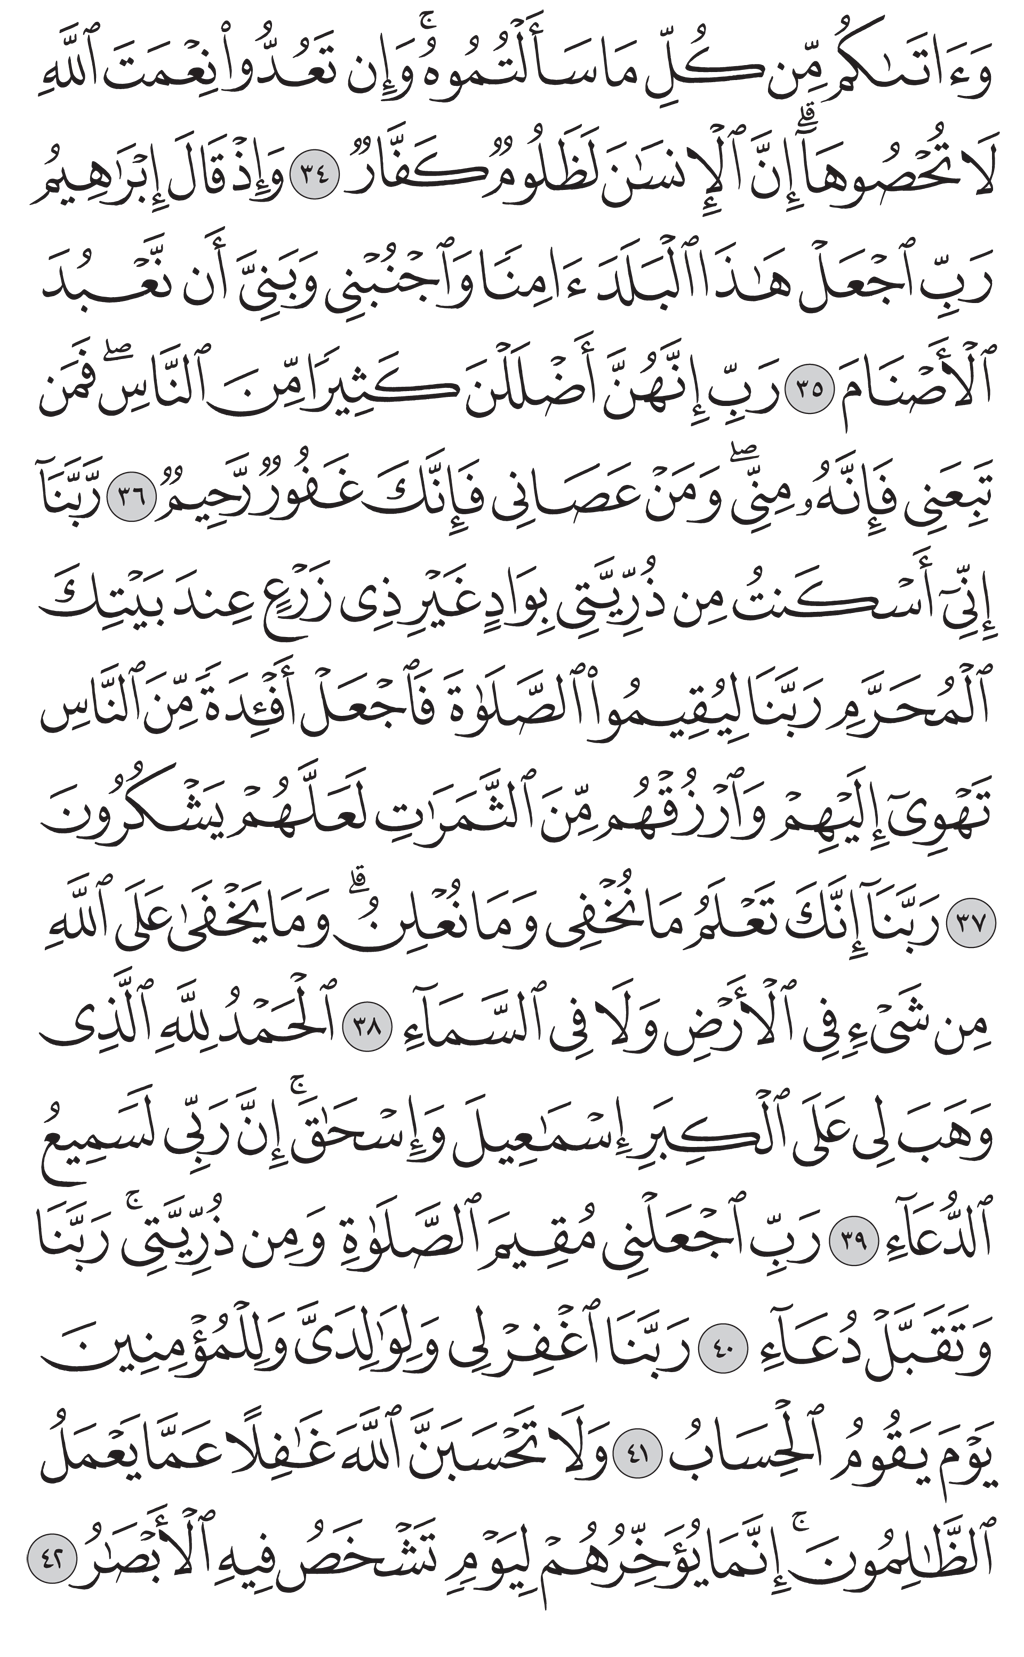 وَءَاتَىٰكُم مِّن كُلِّ مَا سَأَلْتُمُوهُ ۚ وَإِن تَعُدُّوا۟ نِعْمَتَ ٱللَّهِ
لَا تُحْصُوهَآ ۗ إِنَّ ٱلْإِنسَـٰنَ لَظَلُومٌ كَفَّارٌ ٣٤ وَإِذْ قَالَ إِبْرَٰهِيمُ
رَبِّ ٱجْعَلْ هَـٰذَا ٱلْبَلَدَ ءَامِنًا وَٱجْنُبْنِى وَبَنِىَّ أَن نَّعْبُدَ
ٱلْأَصْنَامَ ٣٥ رَبِّ إِنَّهُنَّ أَضْلَلْنَ كَثِيرًا مِّنَ ٱلنَّاسِ ۖ فَمَن
تَبِعَنِى فَإِنَّهُۥ مِنِّى ۖ وَمَنْ عَصَانِى فَإِنَّكَ غَفُورٌ رَّحِيمٌ ٣٦ رَّبَّنَآ
إِنِّىٓ أَسْكَنتُ مِن ذُرِّيَّتِى بِوَادٍ غَيْرِ ذِى زَرْعٍ عِندَ بَيْتِكَ
ٱلْمُحَرَّمِ رَبَّنَا لِيُقِيمُوا۟ ٱلصَّلَوٰةَ فَٱجْعَلْ أَفْـِٔدَةً مِّنَ ٱلنَّاسِ
تَهْوِىٓ إِلَيْهِمْ وَٱرْزُقْهُم مِّنَ ٱلثَّمَرَٰتِ لَعَلَّهُمْ يَشْكُرُونَ
٣٧ رَبَّنَآ إِنَّكَ تَعْلَمُ مَا نُخْفِى وَمَا نُعْلِنُ ۗ وَمَا يَخْفَىٰ عَلَى ٱللَّهِ
مِن شَىْءٍ فِى ٱلْأَرْضِ وَلَا فِى ٱلسَّمَآءِ ٣٨ ٱلْحَمْدُ لِلَّهِ ٱلَّذِى
وَهَبَ لِى عَلَى ٱلْكِبَرِ إِسْمَـٰعِيلَ وَإِسْحَـٰقَ ۚ إِنَّ رَبِّى لَسَمِيعُ
ٱلدُّعَآءِ ٣٩ رَبِّ ٱجْعَلْنِى مُقِيمَ ٱلصَّلَوٰةِ وَمِن ذُرِّيَّتِى ۚ رَبَّنَا
وَتَقَبَّلْ دُعَآءِ ٤٠ رَبَّنَا ٱغْفِرْ لِى وَلِوَٰلِدَىَّ وَلِلْمُؤْمِنِينَ
يَوْمَ يَقُومُ ٱلْحِسَابُ ٤١ وَلَا تَحْسَبَنَّ ٱللَّهَ غَـٰفِلًا عَمَّا يَعْمَلُ
ٱلظَّـٰلِمُونَ ۚ إِنَّمَا يُؤَخِّرُهُمْ لِيَوْمٍ تَشْخَصُ فِيهِ ٱلْأَبْصَـٰرُ ٤٢